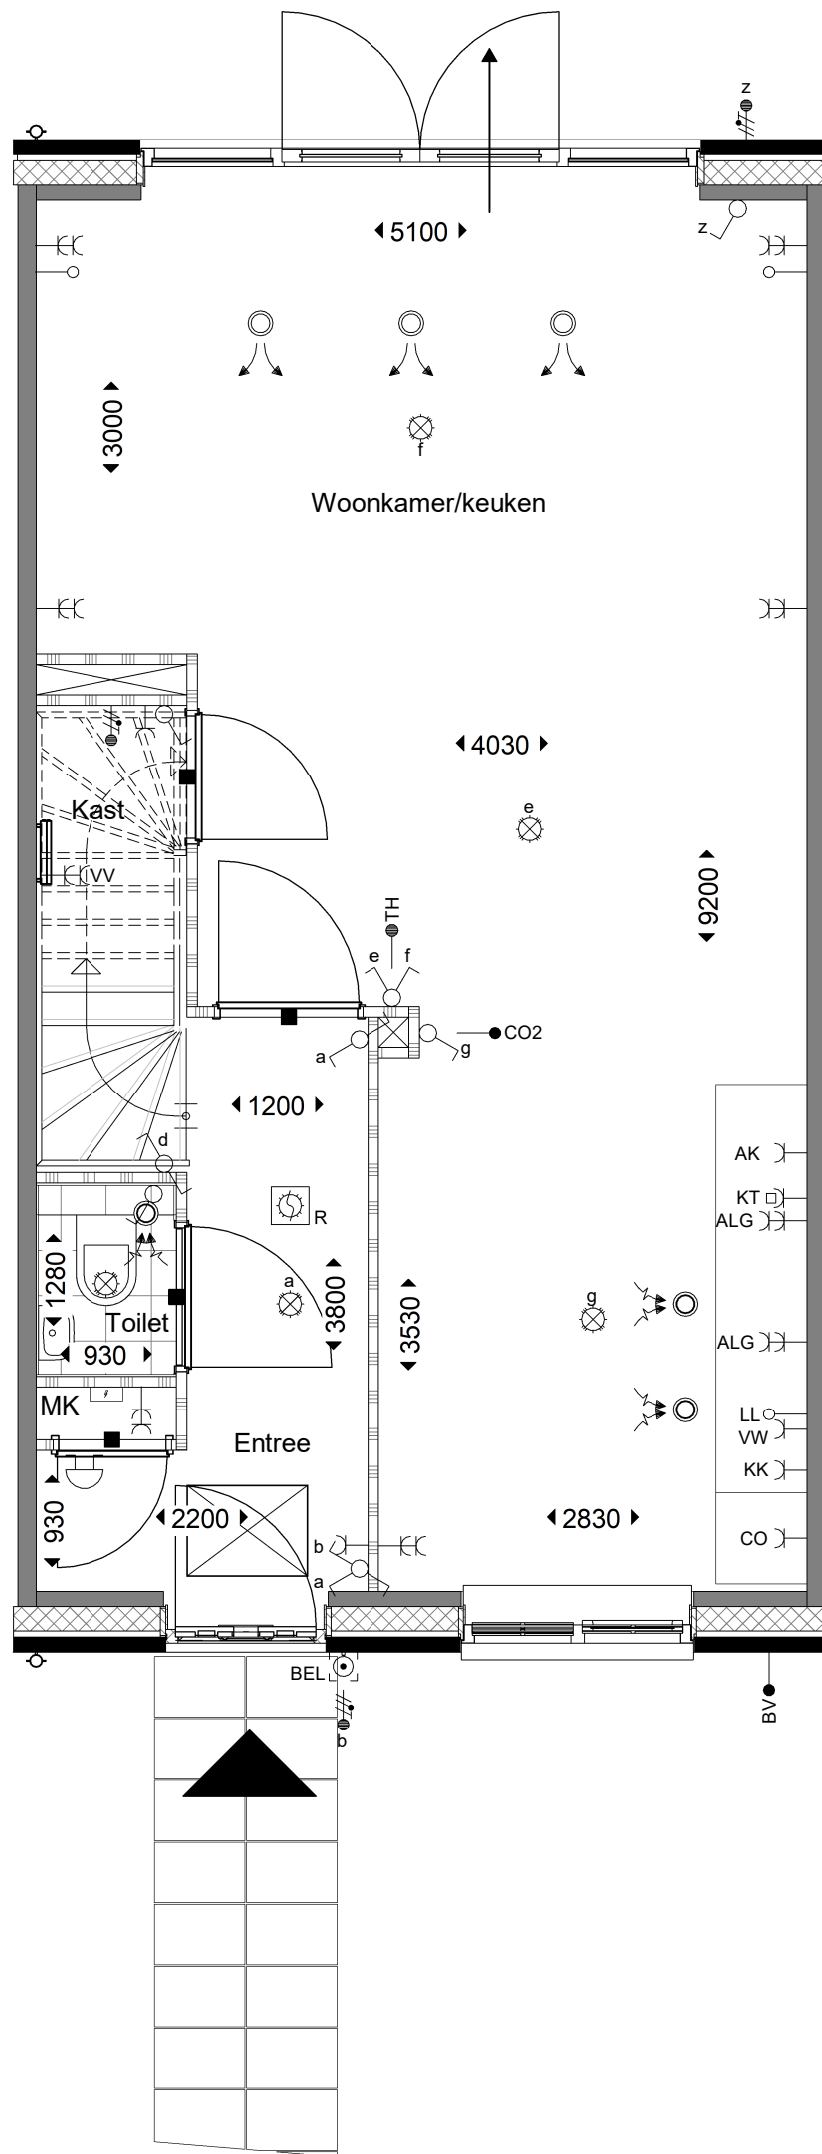 z
5100
z
3000
f
Woonkamer/keuken
4030
e
Kast
VV
9200
TH
e f
a
g
CO2
1200
d
AK
KT
ALG
R
1280
Toilet
930
a
3800
3530
g
ALG
MK
LL
VW
KK
Entree
930
2200
2830
CO
b
a
BEL
b
BV